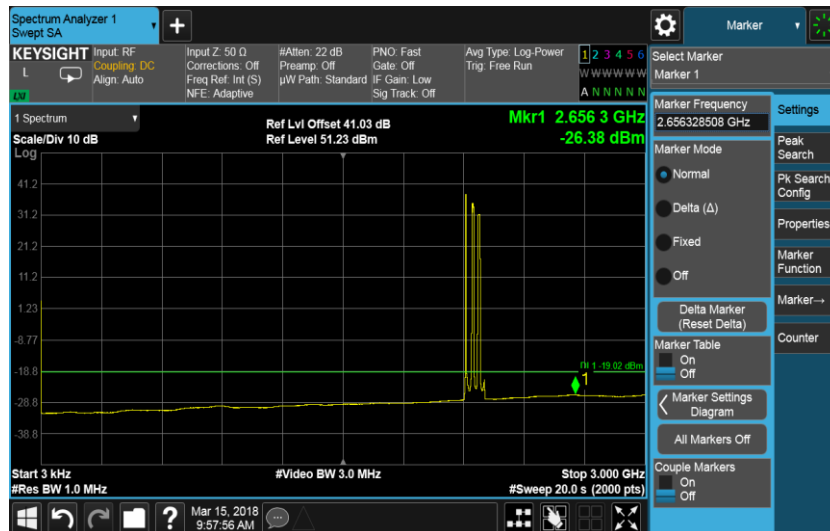 Spectrum Analyzer 1
Swept SA
+
Marker
KEYSIGHT
L
Input: RF
Coupling: DC
Align: Auto
Input Z: 50 Ω
Corrections: Off
Freq Ref: Int (S)
NFE: Adaptive
#Atten: 22 dB
Preamp: Off
µW Path: Standard
PNO: Fast
Gate: Off
IF Gain: Low
Sig Track: Off
Avg Type: Log-Power
Trig: Free Run
1 2 3 4 5 6
W W W W W W
A N N N N N
Select Marker
Marker 1
1 Spectrum
Scale/Div 10 dB
Log
Ref Lvl Offset 41.03 dB
Ref Level 51.23 dBm
Mkr1 2.656 3 GHz
-26.38 dBm
41.2
31.2
21.2
11.2
1.23
-8.77
-18.8
-28.8
-38.8
DL1 -19.02 dBm
1
Start 3 kHz
#Res BW 1.0 MHz
#Video BW 3.0 MHz
Stop 3.000 GHz
#Sweep 20.0 s (2000 pts)
Marker Frequency
2.656328508 GHz
Marker Mode
Normal
Delta (Δ)
Fixed
Off
Delta Marker
(Reset Delta)
Marker Table
On
Off
Marker Settings
Diagram
All Markers Off
Couple Markers
On
Off
Settings
Peak
Search
Pk Search
Config
Properties
Marker
Function
Marker→
Counter
?
Mar 15, 2018
9:57:56 AM